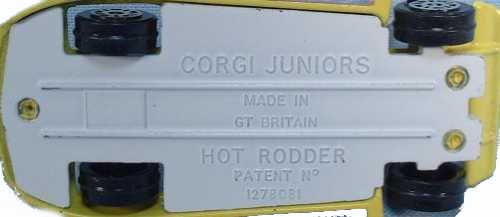 CORGI JUNIORS
MADE IN
GT BRITAIN
HOT RODDER
PATENT Nº
1278081